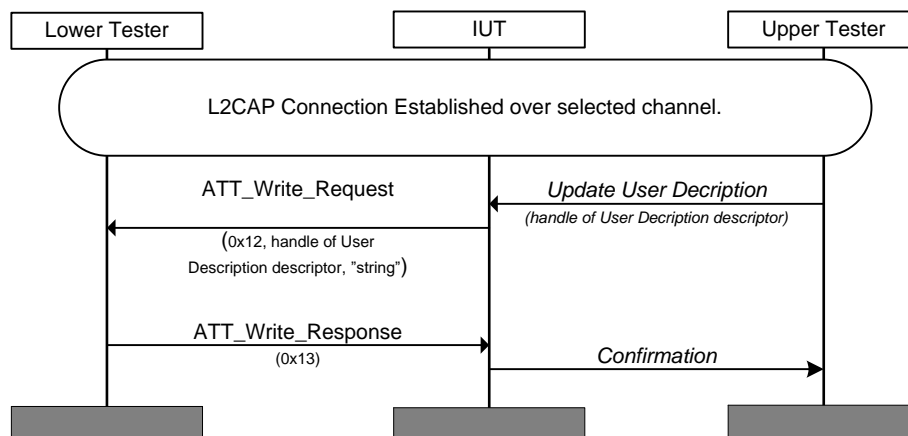 Lower Tester
IUT
Upper Tester
L2CAP Connection Established over selected channel.
ATT_Write_Request
Update User Decription
(handle of User Decription descriptor)
(0x12, handle of User
Description descriptor, ”string”)
ATT_Write_Response
(0x13)
Confirmation